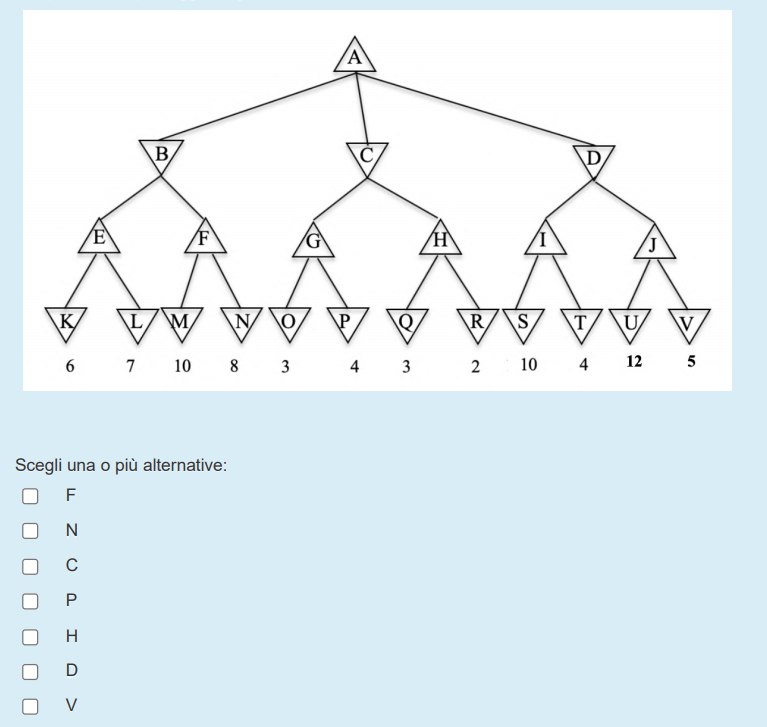 A
B C D
E F G H I J
K L M N O P Q R S T U V
6 7 10 8 3 4 3 2 10 4 12 5
Scegli una o più alternative:
F
N
C
P
H
D
V